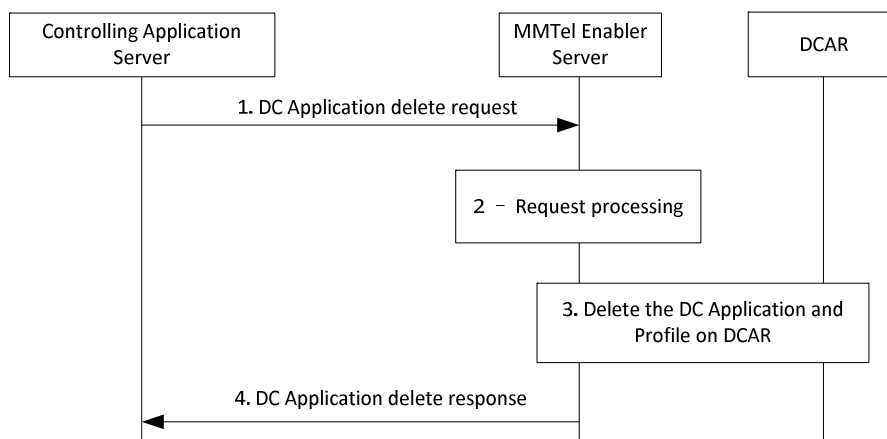 Controlling Application
Server
MMTel Enabler
Server
DCAR
1. DC Application delete request
2 – Request processing
3. Delete the DC Application and
Profile on DCAR
4. DC Application delete response